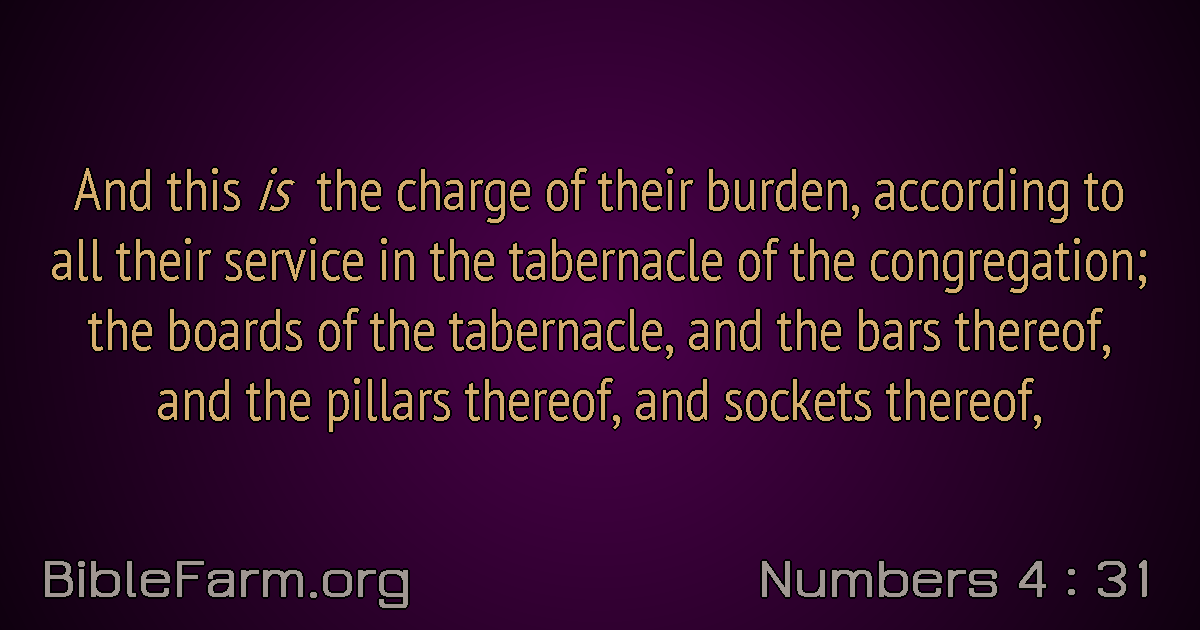 And this is the charge of their burden, according to
all their service in the tabernacle of the congregation;
the boards of the tabernacle, and the bars thereof,
and the pillars thereof, and sockets thereof,
BibleFarm.org
Numbers 4 : 31